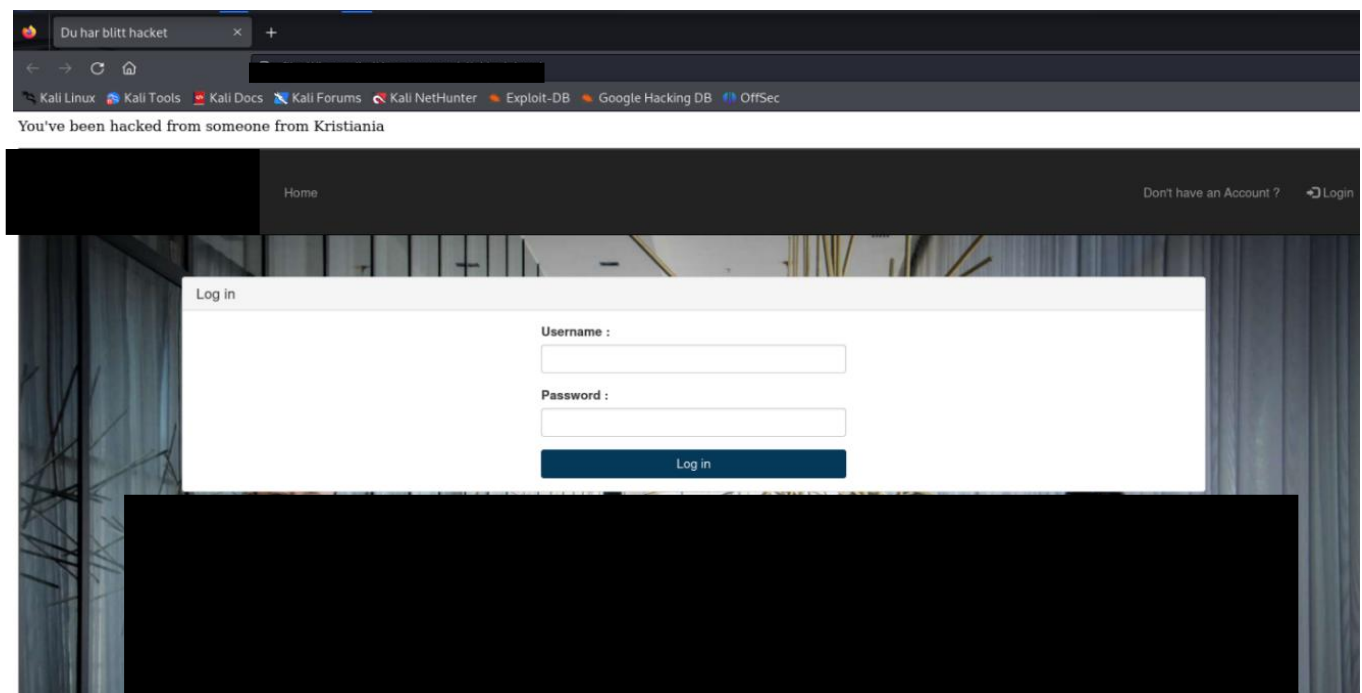 Du har blitt hacket
Kali Linux Kali Tools Kali Docs Kali Forums Kali NetHunter Exploit-DB Google Hacking DB OffSec
You've been hacked from someone from Kristiania
Home Don't have an Account ? Login
Log in
Username :
Password :
Log in